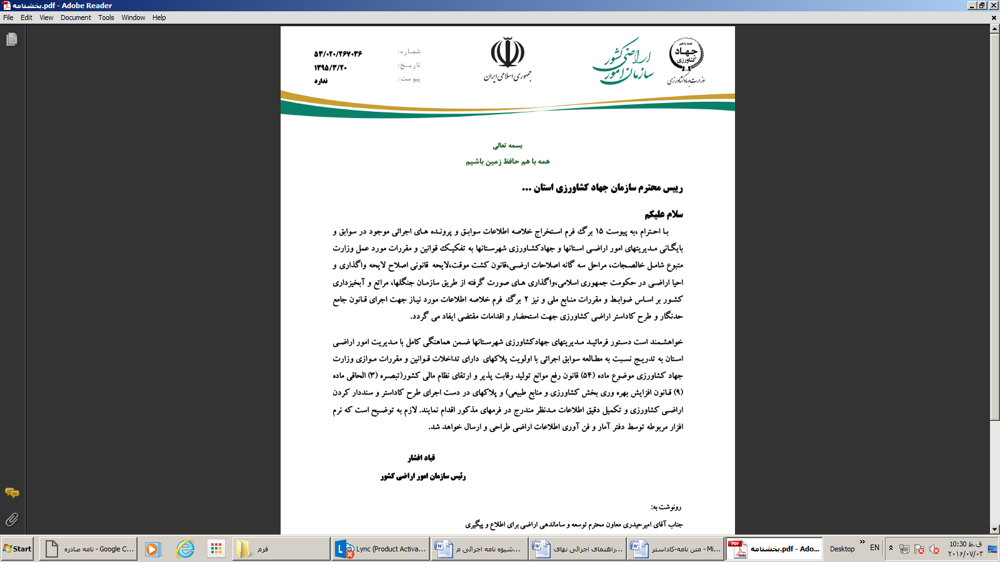 بخشنامه.pdf - Adobe Reader
File Edit View Document Tools Window Help
وزارت جهاد کشاورزی
همه با هم
جهاد
کشاورزی
سازمان امور
اراضی کشور
جمهوری اسلامی ایران
شماره: ۵۳/۰۲۰/۲۶۷۰۳۶
تاریخ: ۱۳۹۵/۳/۲۰
پیوست: ندارد
بسمه تعالی
همه با هم حافظ زمین باشیم
رییس محترم سازمان جهاد کشاورزی استان ...
سلام علیکم
با احترام ،به پیوست ۱۵ برگ فرم استخراج خلاصه اطلاعات سوابق و پرونده های اجرائی موجود در سوابق و
بایگانی مدیریتهای امور اراضی استانها و جهادکشاورزی شهرستانها به تفکیک قوانین و مقررات مورد عمل وزارت
متبوع شامل خالصجات، مراحل سه گانه اصلاحات ارضی،قانون کشت موقت،لایحه قانونی اصلاح لایحه واگذاری و
احیا اراضی در حکومت جمهوری اسلامی،واگذاری های صورت گرفته از طریق سازمان جنگلها، مراتع و آبخیزداری
کشور بر اساس ضوابط و مقررات منابع ملی و نیز ۲ برگ فرم خلاصه اطلاعات مورد نیاز جهت اجرای قانون جامع
حدنگار و طرح کاداستر اراضی کشاورزی جهت استحضار و اقدامات مقتضی ایفاد می گردد.
خواهشمند است دستور فرمائید مدیریتهای جهادکشاورزی شهرستانها ضمن هماهنگی کامل با مدیریت امور اراضی
استان به تدریج نسبت به مطالعه سوابق اجرائی با اولویت پلاکهای دارای تداخلات قوانین و مقررات موازی وزارت
جهاد کشاورزی موضوع ماده (۵۴) قانون رفع موانع تولید رقابت پذیر و ارتقای نظام مالی کشور(تبصره (۳) الحاقی ماده
(۹) قانون افزایش بهره وری بخش کشاورزی و منابع طبیعی) و پلاکهای در دست اجرای طرح کاداستر و سنددار کردن
اراضی کشاورزی و تکمیل دقیق اطلاعات مدنظر مندرج در فرمهای مذکور اقدام نمایند. لازم به توضیح است که نرم
افزار مربوطه توسط دفتر آمار و فن آوری اطلاعات اراضی طراحی و ارسال خواهد شد.
قباد افشار
رئیس سازمان امور اراضی کشور
رونوشت به:
جناب آقای امیرحیدری معاون محترم توسعه و ساماندهی اراضی برای اطلاع و پیگیری
Start
نامه صادره - Google C...
فرم
Lync (Product Activa...
شیوه نامه اجرائی م...
راهنمای اجرائی نهای...
متن نامه-کاداستر - Mi...
بخشنامه.pdf - Ado...
Desktop
EN
10:30 ق.ظ
۲۰۱۶/۰۷/۰۳